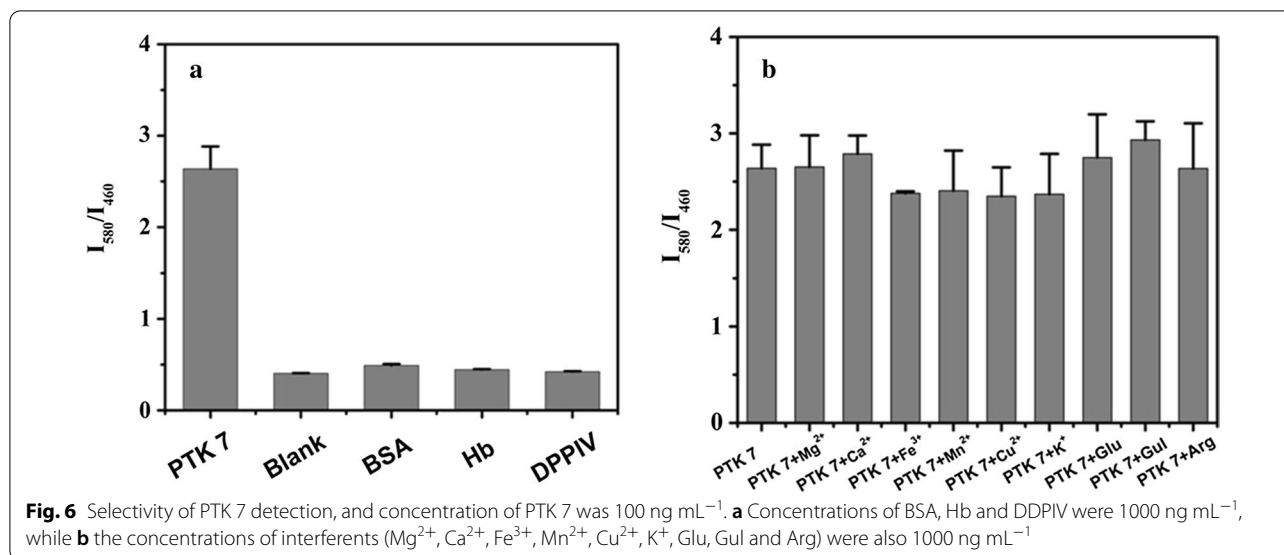 4
3
2
1
0
I₅₈₀/I₄₆₀
a
PTK 7
Blank
BSA
Hb
DPPIV
4
3
2
1
0
I₅₈₀/I₄₆₀
b
PTK 7
PTK 7+Mg²⁺
PTK 7+Ca²⁺
PTK 7+Fe³⁺
PTK 7+Mn²⁺
PTK 7+Cu²⁺
PTK 7+K⁺
PTK 7+Glu
PTK 7+Gul
PTK 7+Arg
Fig. 6 Selectivity of PTK 7 detection, and concentration of PTK 7 was 100 ng mL⁻¹. a Concentrations of BSA, Hb and DDPIV were 1000 ng mL⁻¹,
while b the concentrations of interferents (Mg²⁺, Ca²⁺, Fe³⁺, Mn²⁺, Cu²⁺, K⁺, Glu, Gul and Arg) were also 1000 ng mL⁻¹